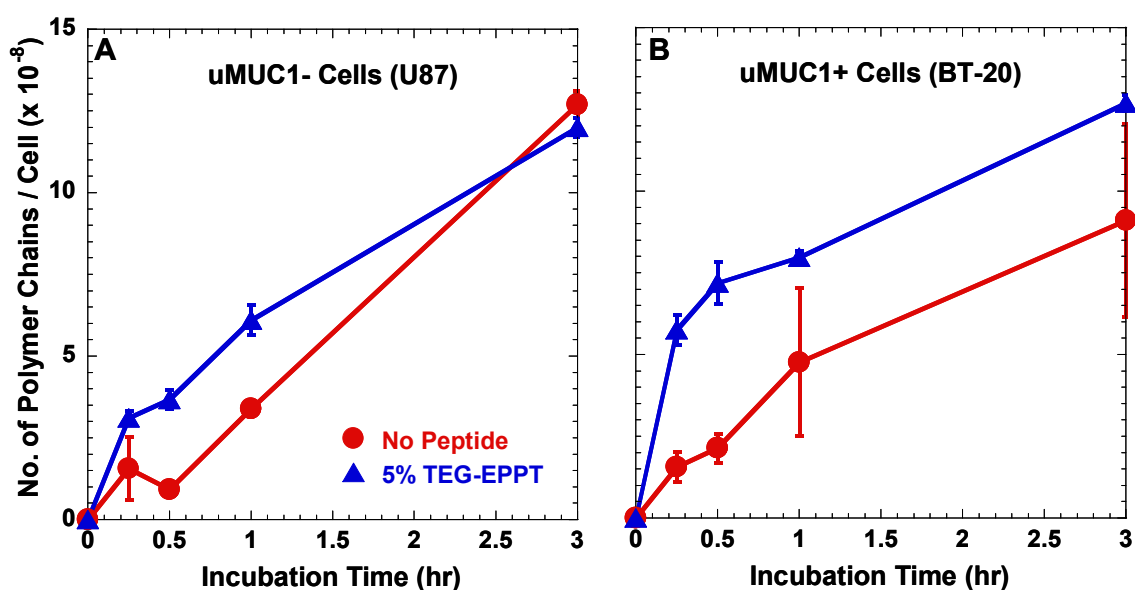 A
uMUC1- Cells (U87)
No. of Polymer Chains / Cell (x 10⁻⁸)
15
10
5
0
No Peptide
5% TEG-EPPT
0 0.5 1 1.5 2 2.5 3
Incubation Time (hr)
B
uMUC1+ Cells (BT-20)
0 0.5 1 1.5 2 2.5 3
Incubation Time (hr)